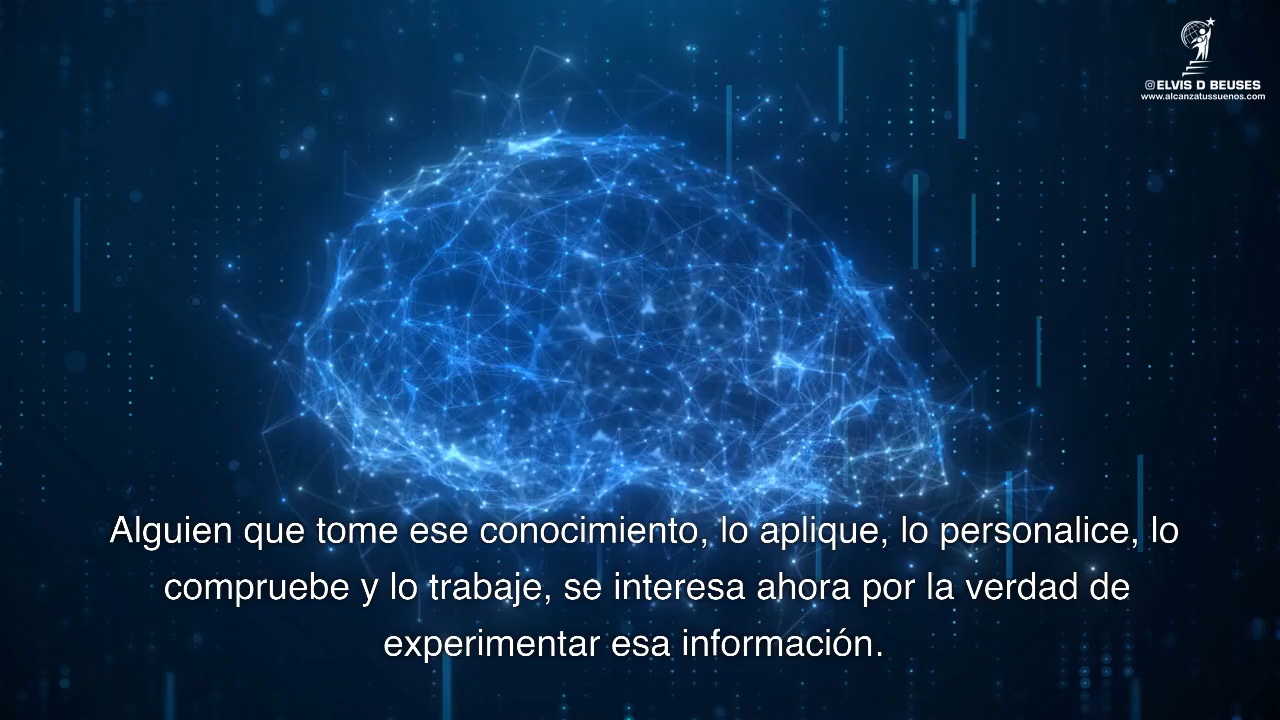 ELVIS D BEUSES
www.alcanzatussuenos.com
Alguien que tome ese conocimiento, lo aplique, lo personalice, lo
compruebe y lo trabaje, se interesa ahora por la verdad de
experimentar esa información.